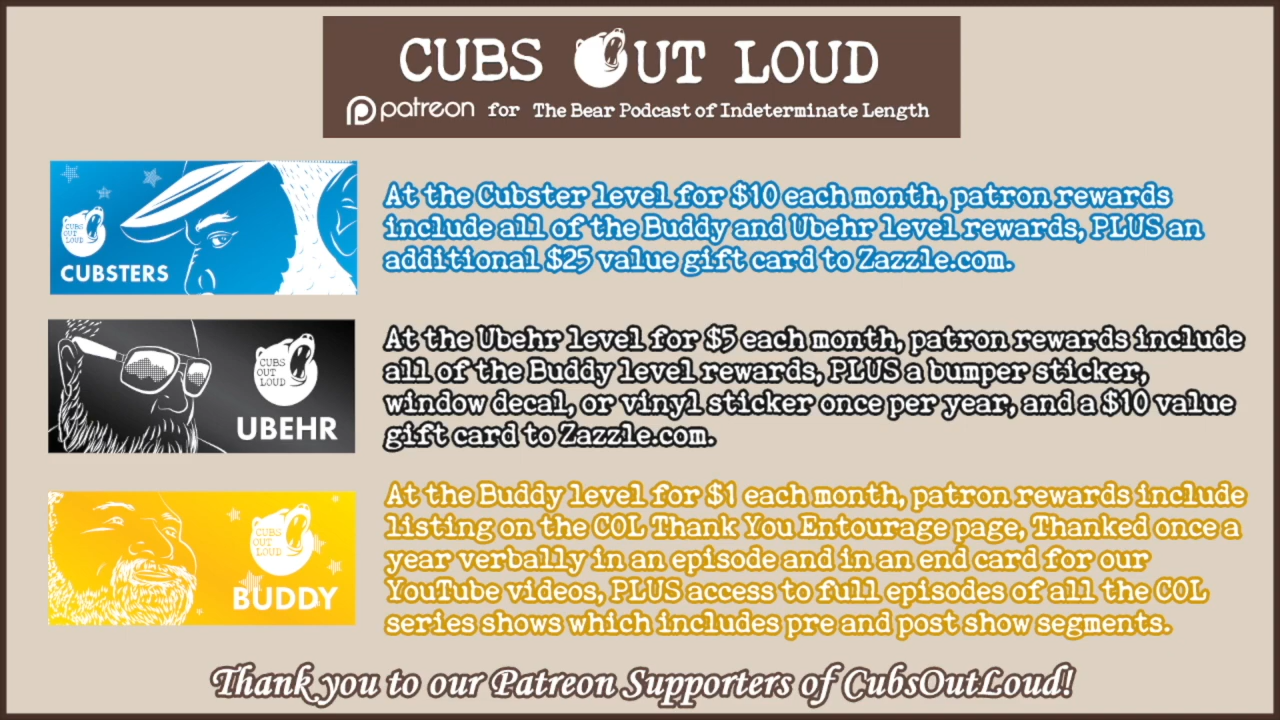 CUBS OUT LOUD
patreon for The Bear Podcast of Indeterminate Length
At the Cubster level for $10 each month, patron rewards
include all of the Buddy and Ubehr level rewards, PLUS an
additional $25 value gift card to Zazzle.com.
CUBS
OUT
LOUD
CUBSTERS
At the Ubehr level for $5 each month, patron rewards include
all of the Buddy level rewards, PLUS a bumper sticker,
window decal, or vinyl sticker once per year, and a $10 value
gift card to Zazzle.com.
CUBS
OUT
LOUD
UBEHR
At the Buddy level for $1 each month, patron rewards include
listing on the COL Thank You Entourage page, Thanked once a
year verbally in an episode and in an end card for our
YouTube videos, PLUS access to full episodes of all the COL
series shows which includes pre and post show segments.
CUBS
OUT
LOUD
BUDDY
Thank you to our Patreon Supporters of CubsOutLoud!